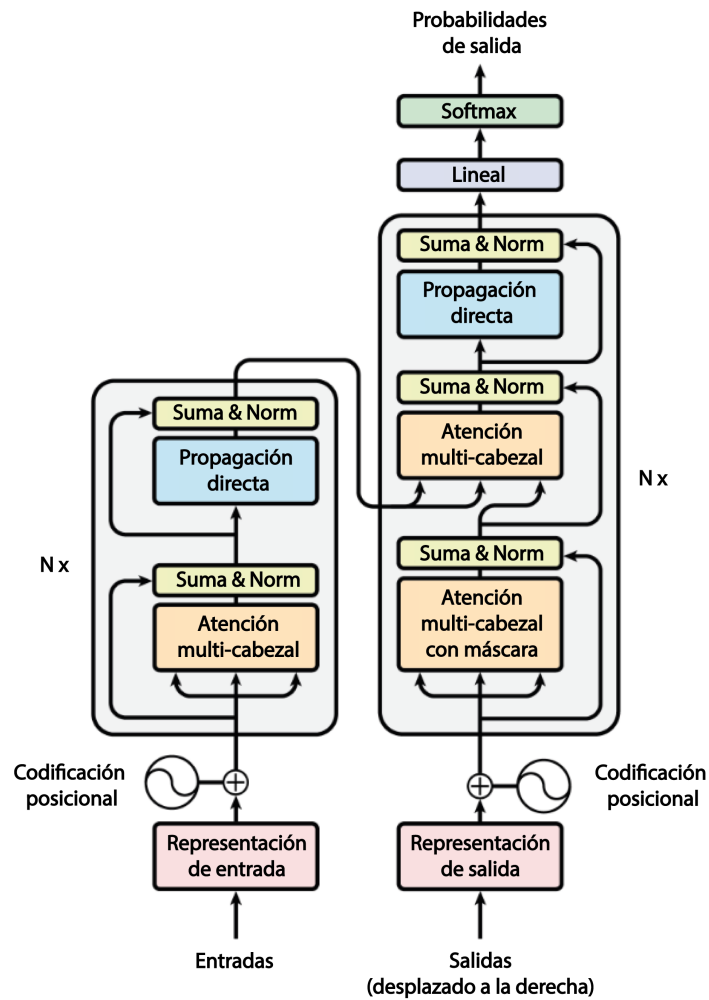 Probabilidades
de salida
Softmax
Lineal
Suma & Norm
Propagación
directa
Suma & Norm
Atención
multi-cabezal
N x
Suma & Norm
Atención
multi-cabezal
con máscara
Suma & Norm
Propagación
directa
N x
Suma & Norm
Atención
multi-cabezal
Codificación
posicional
Codificación
posicional
Representación
de entrada
Representación
de salida
Entradas
Salidas
(desplazado a la derecha)